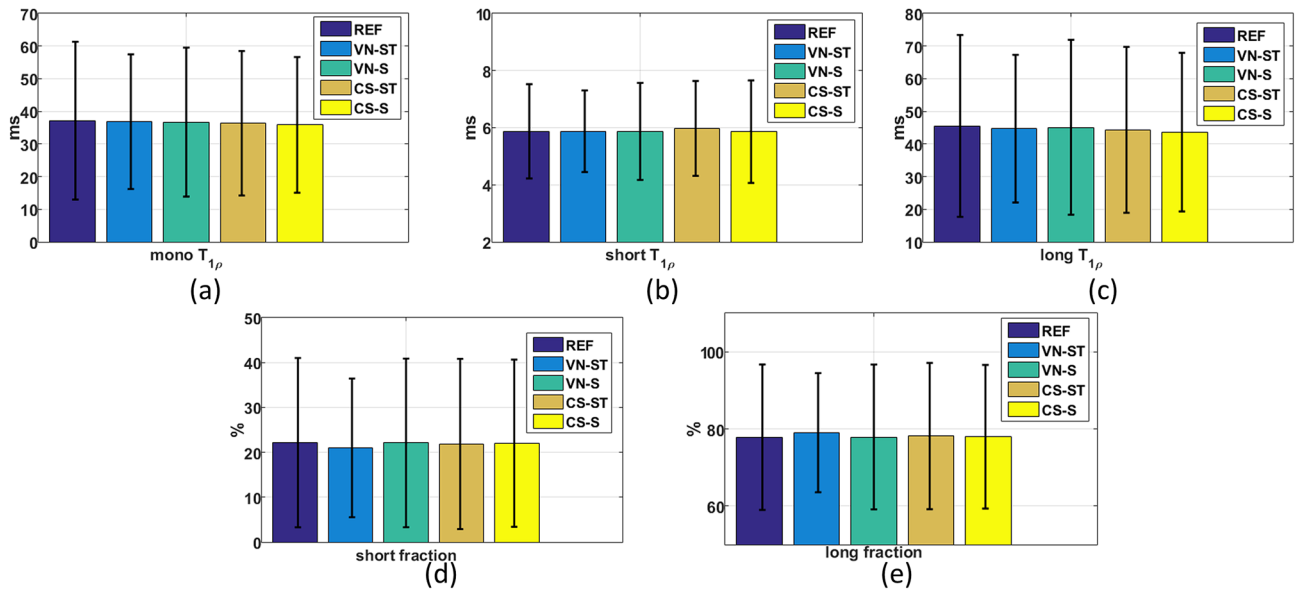 70
60
50
40
30
20
10
0
ms
REF
VN-ST
VN-S
CS-ST
CS-S
mono T1ρ
(a)
10
8
6
4
2
ms
REF
VN-ST
VN-S
CS-ST
CS-S
short T1ρ
(b)
80
70
60
50
40
30
20
10
ms
REF
VN-ST
VN-S
CS-ST
CS-S
long T1ρ
(c)
50
40
30
20
10
0
%
REF
VN-ST
VN-S
CS-ST
CS-S
short fraction
(d)
100
80
60
%
REF
VN-ST
VN-S
CS-ST
CS-S
long fraction
(e)